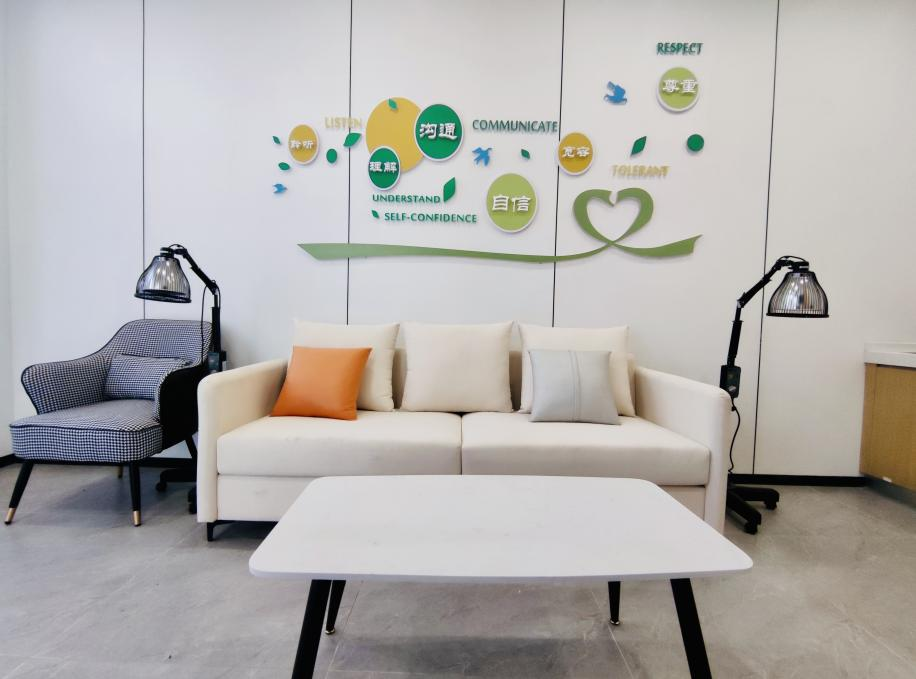 RESPECT
尊重
LISTEN
聆听
沟通
COMMUNICATE
理解
宽容
TOLERANT
UNDERSTAND
自信
SELF-CONFIDENCE